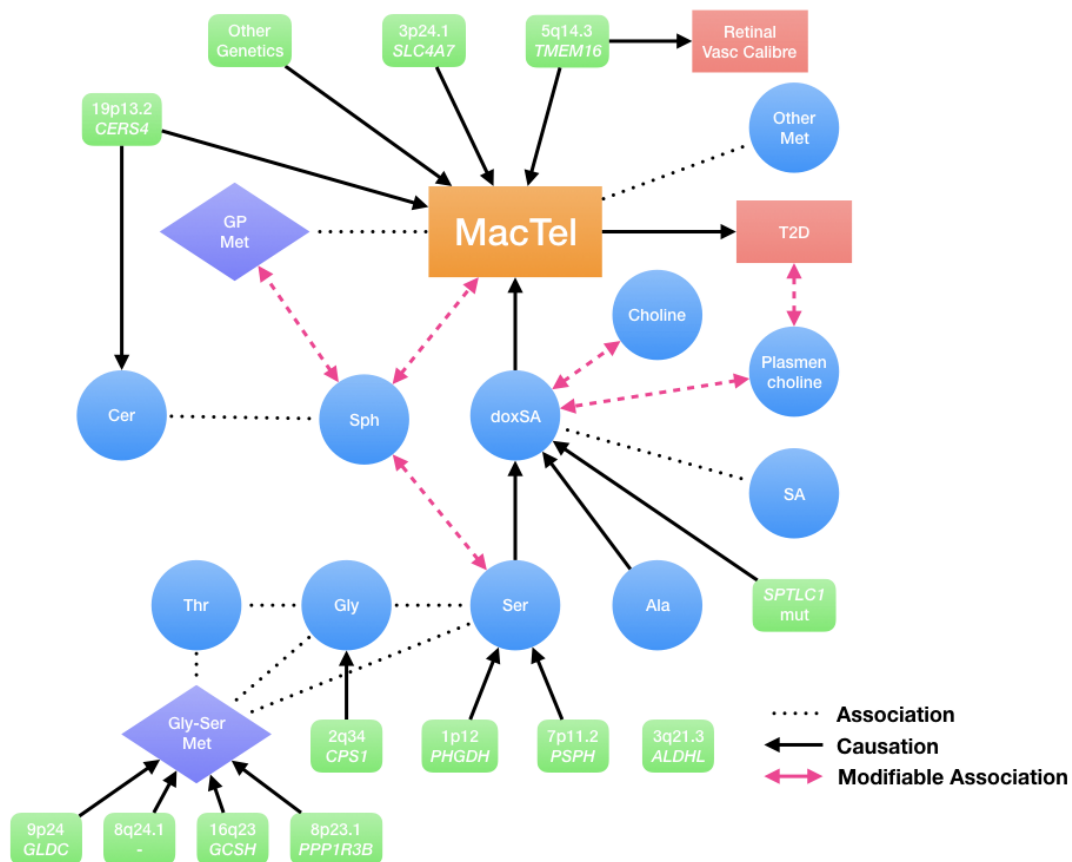 Other
Genetics
3p24.1
SLC4A7
5q14.3
TMEM16
Retinal
Vasc Calibre
19p13.2
CERS4
Other
Met
GP
Met
MacTel
T2D
Choline
Plasmen
choline
Cer
Sph
doxSA
SA
Thr
Gly
Ser
Ala
SPTLC1
mut
Gly-Ser
Met
2q34
CPS1
1p12
PHGDH
7p11.2
PSPH
3q21.3
ALDHL
Association
Causation
Modifiable Association
9p24
GLDC
8q24.1
-
16q23
GCSH
8p23.1
PPP1R3B